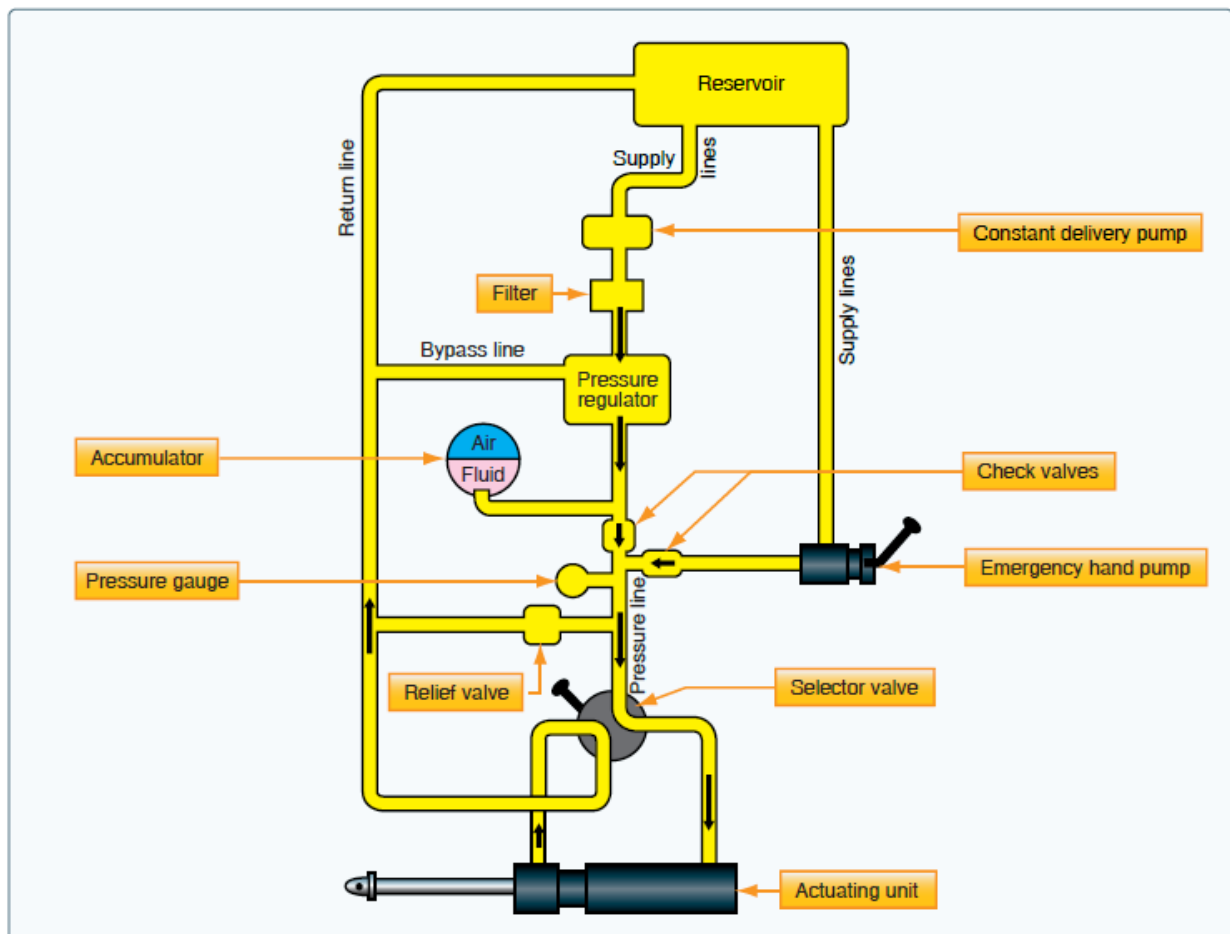 Reservoir
Supply
lines
Return line
Constant delivery pump
Filter
Supply lines
Bypass line
Pressure
regulator
Air
Fluid
Accumulator
Check valves
Pressure gauge
Emergency hand pump
Pressure line
Relief valve
Selector valve
Actuating unit